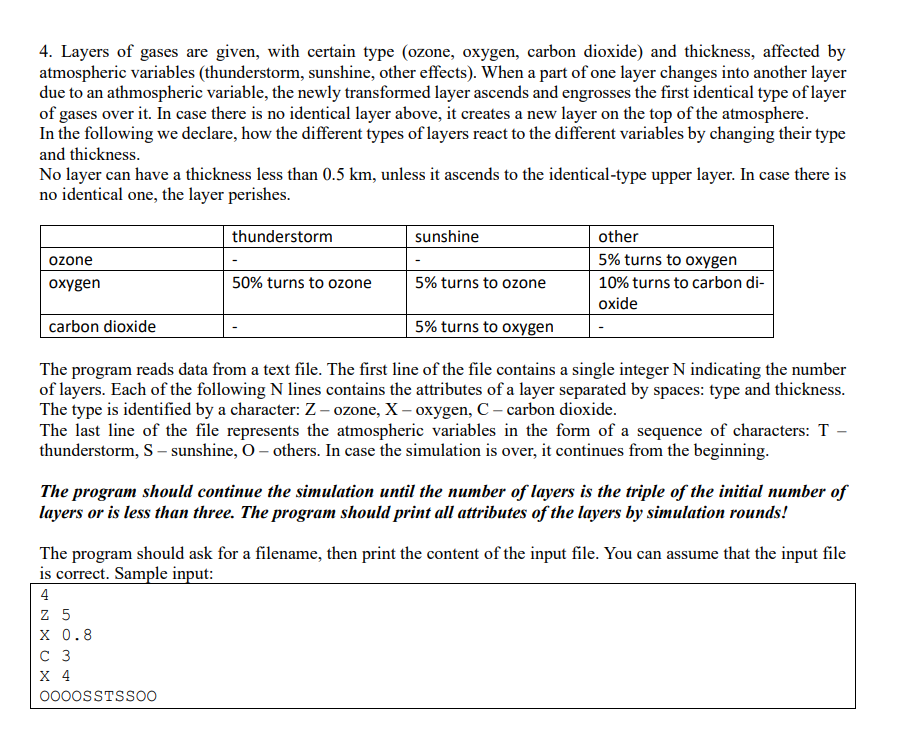 4. Layers of gases are given, with certain type (ozone, oxygen, carbon dioxide) and thickness, affected by
atmospheric variables (thunderstorm, sunshine, other effects). When a part of one layer changes into another layer
due to an athmospheric variable, the newly transformed layer ascends and engrosses the first identical type of layer
of gases over it. In case there is no identical layer above, it creates a new layer on the top of the atmosphere.
In the following we declare, how the different types of layers react to the different variables by changing their type
and thickness.
No layer can have a thickness less than 0.5 km, unless it ascends to the identical-type upper layer. In case there is
no identical one, the layer perishes.
thunderstorm sunshine other
ozone - - 5% turns to oxygen
oxygen 50% turns to ozone 5% turns to ozone 10% turns to carbon di-
oxide
carbon dioxide - 5% turns to oxygen -
The program reads data from a text file. The first line of the file contains a single integer N indicating the number
of layers. Each of the following N lines contains the attributes of a layer separated by spaces: type and thickness.
The type is identified by a character: Z – ozone, X – oxygen, C – carbon dioxide.
The last line of the file represents the atmospheric variables in the form of a sequence of characters: T –
thunderstorm, S – sunshine, O – others. In case the simulation is over, it continues from the beginning.
The program should continue the simulation until the number of layers is the triple of the initial number of
layers or is less than three. The program should print all attributes of the layers by simulation rounds!
The program should ask for a filename, then print the content of the input file. You can assume that the input file
is correct. Sample input:
4
Z 5
X 0.8
C 3
X 4
OOOOSSTSSOO